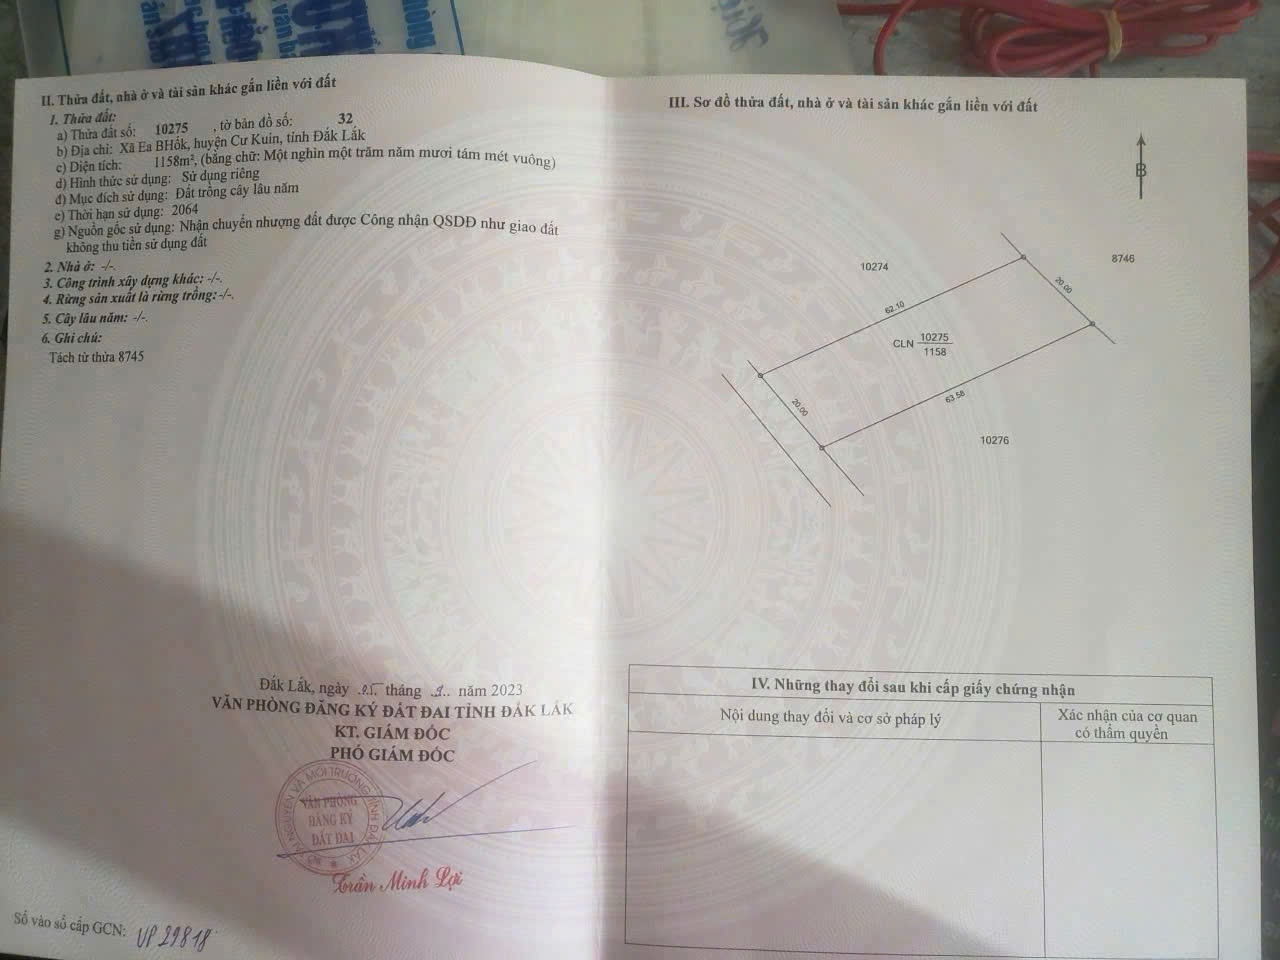 II. Thửa đất, nhà ở và tài sản khác gắn liền với đất
1. Thửa đất:
a) Thửa đất số: 10275 , tờ bản đồ số: 32
b) Địa chỉ: Xã Ea BHốk, huyện Cư Kuin, tỉnh Đắk Lắk
c) Diện tích: 1158m², (bằng chữ: Một nghìn một trăm năm mươi tám mét vuông)
d) Hình thức sử dụng: Sử dụng riêng
đ) Mục đích sử dụng: Đất trồng cây lâu năm
e) Thời hạn sử dụng: 2064
g) Nguồn gốc sử dụng: Nhận chuyển nhượng đất được Công nhận QSDĐ như giao đất
không thu tiền sử dụng đất
2. Nhà ở: -/-.
3. Công trình xây dựng khác: -/-.
4. Rừng sản xuất là rừng trồng: -/-.
5. Cây lâu năm: -/-.
6. Ghi chú:
Tách từ thửa 8745
Đắk Lắk, ngày tháng năm 2023
VĂN PHÒNG ĐĂNG KÝ ĐẤT ĐAI TỈNH ĐẮK LẮK
KT. GIÁM ĐỐC
PHÓ GIÁM ĐỐC
VĂN PHÒNG
ĐĂNG KÝ
ĐẤT ĐAI
Trần Minh Lợi
Số vào sổ cấp GCN: VP 29818
III. Sơ đồ thửa đất, nhà ở và tài sản khác gắn liền với đất
B
10274
8746
20.00
62.10
CLN 10275
1158
20.00
63.58
10276
IV. Những thay đổi sau khi cấp giấy chứng nhận
Nội dung thay đổi và cơ sở pháp lý
Xác nhận của cơ quan
có thẩm quyền